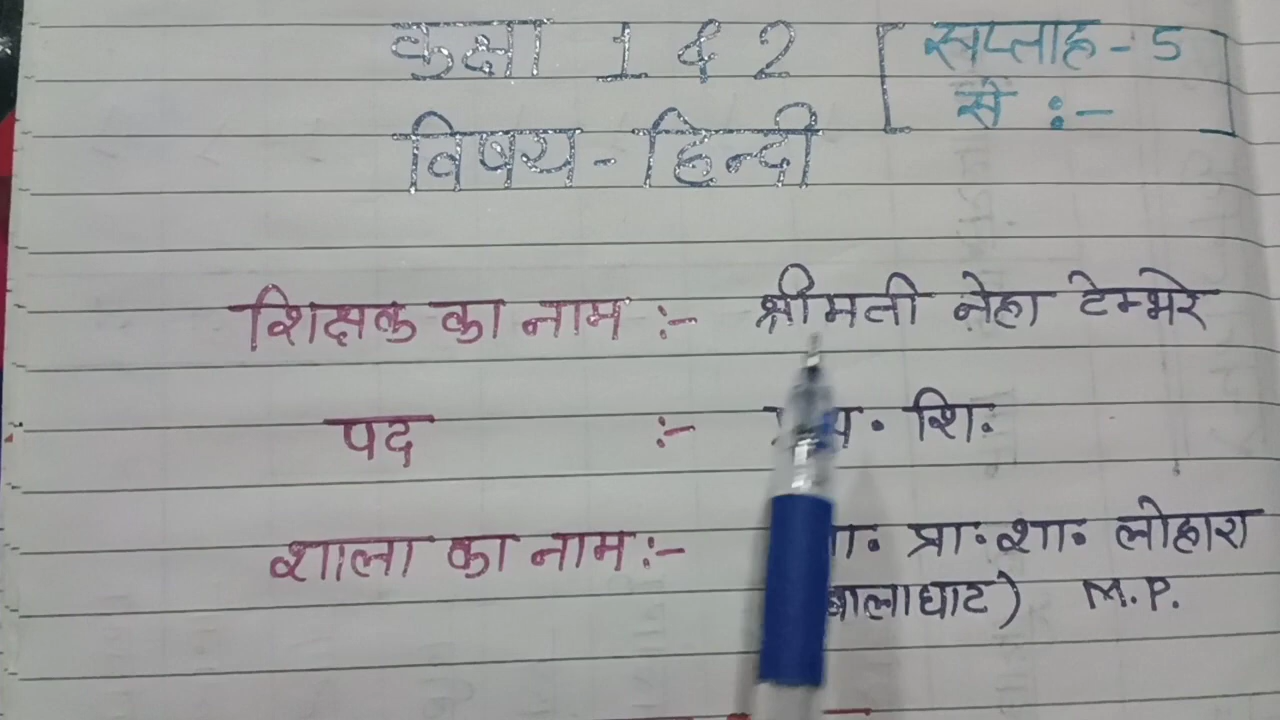 कक्षा 1 & 2 [सप्ताह - 5
से :-]
विषय - हिन्दी
शिक्षक का नाम :- श्रीमती नेहा टेम्भरे
पद :- शि.
शाला का नाम :- प्रा. शा. लोहारा
M.P.